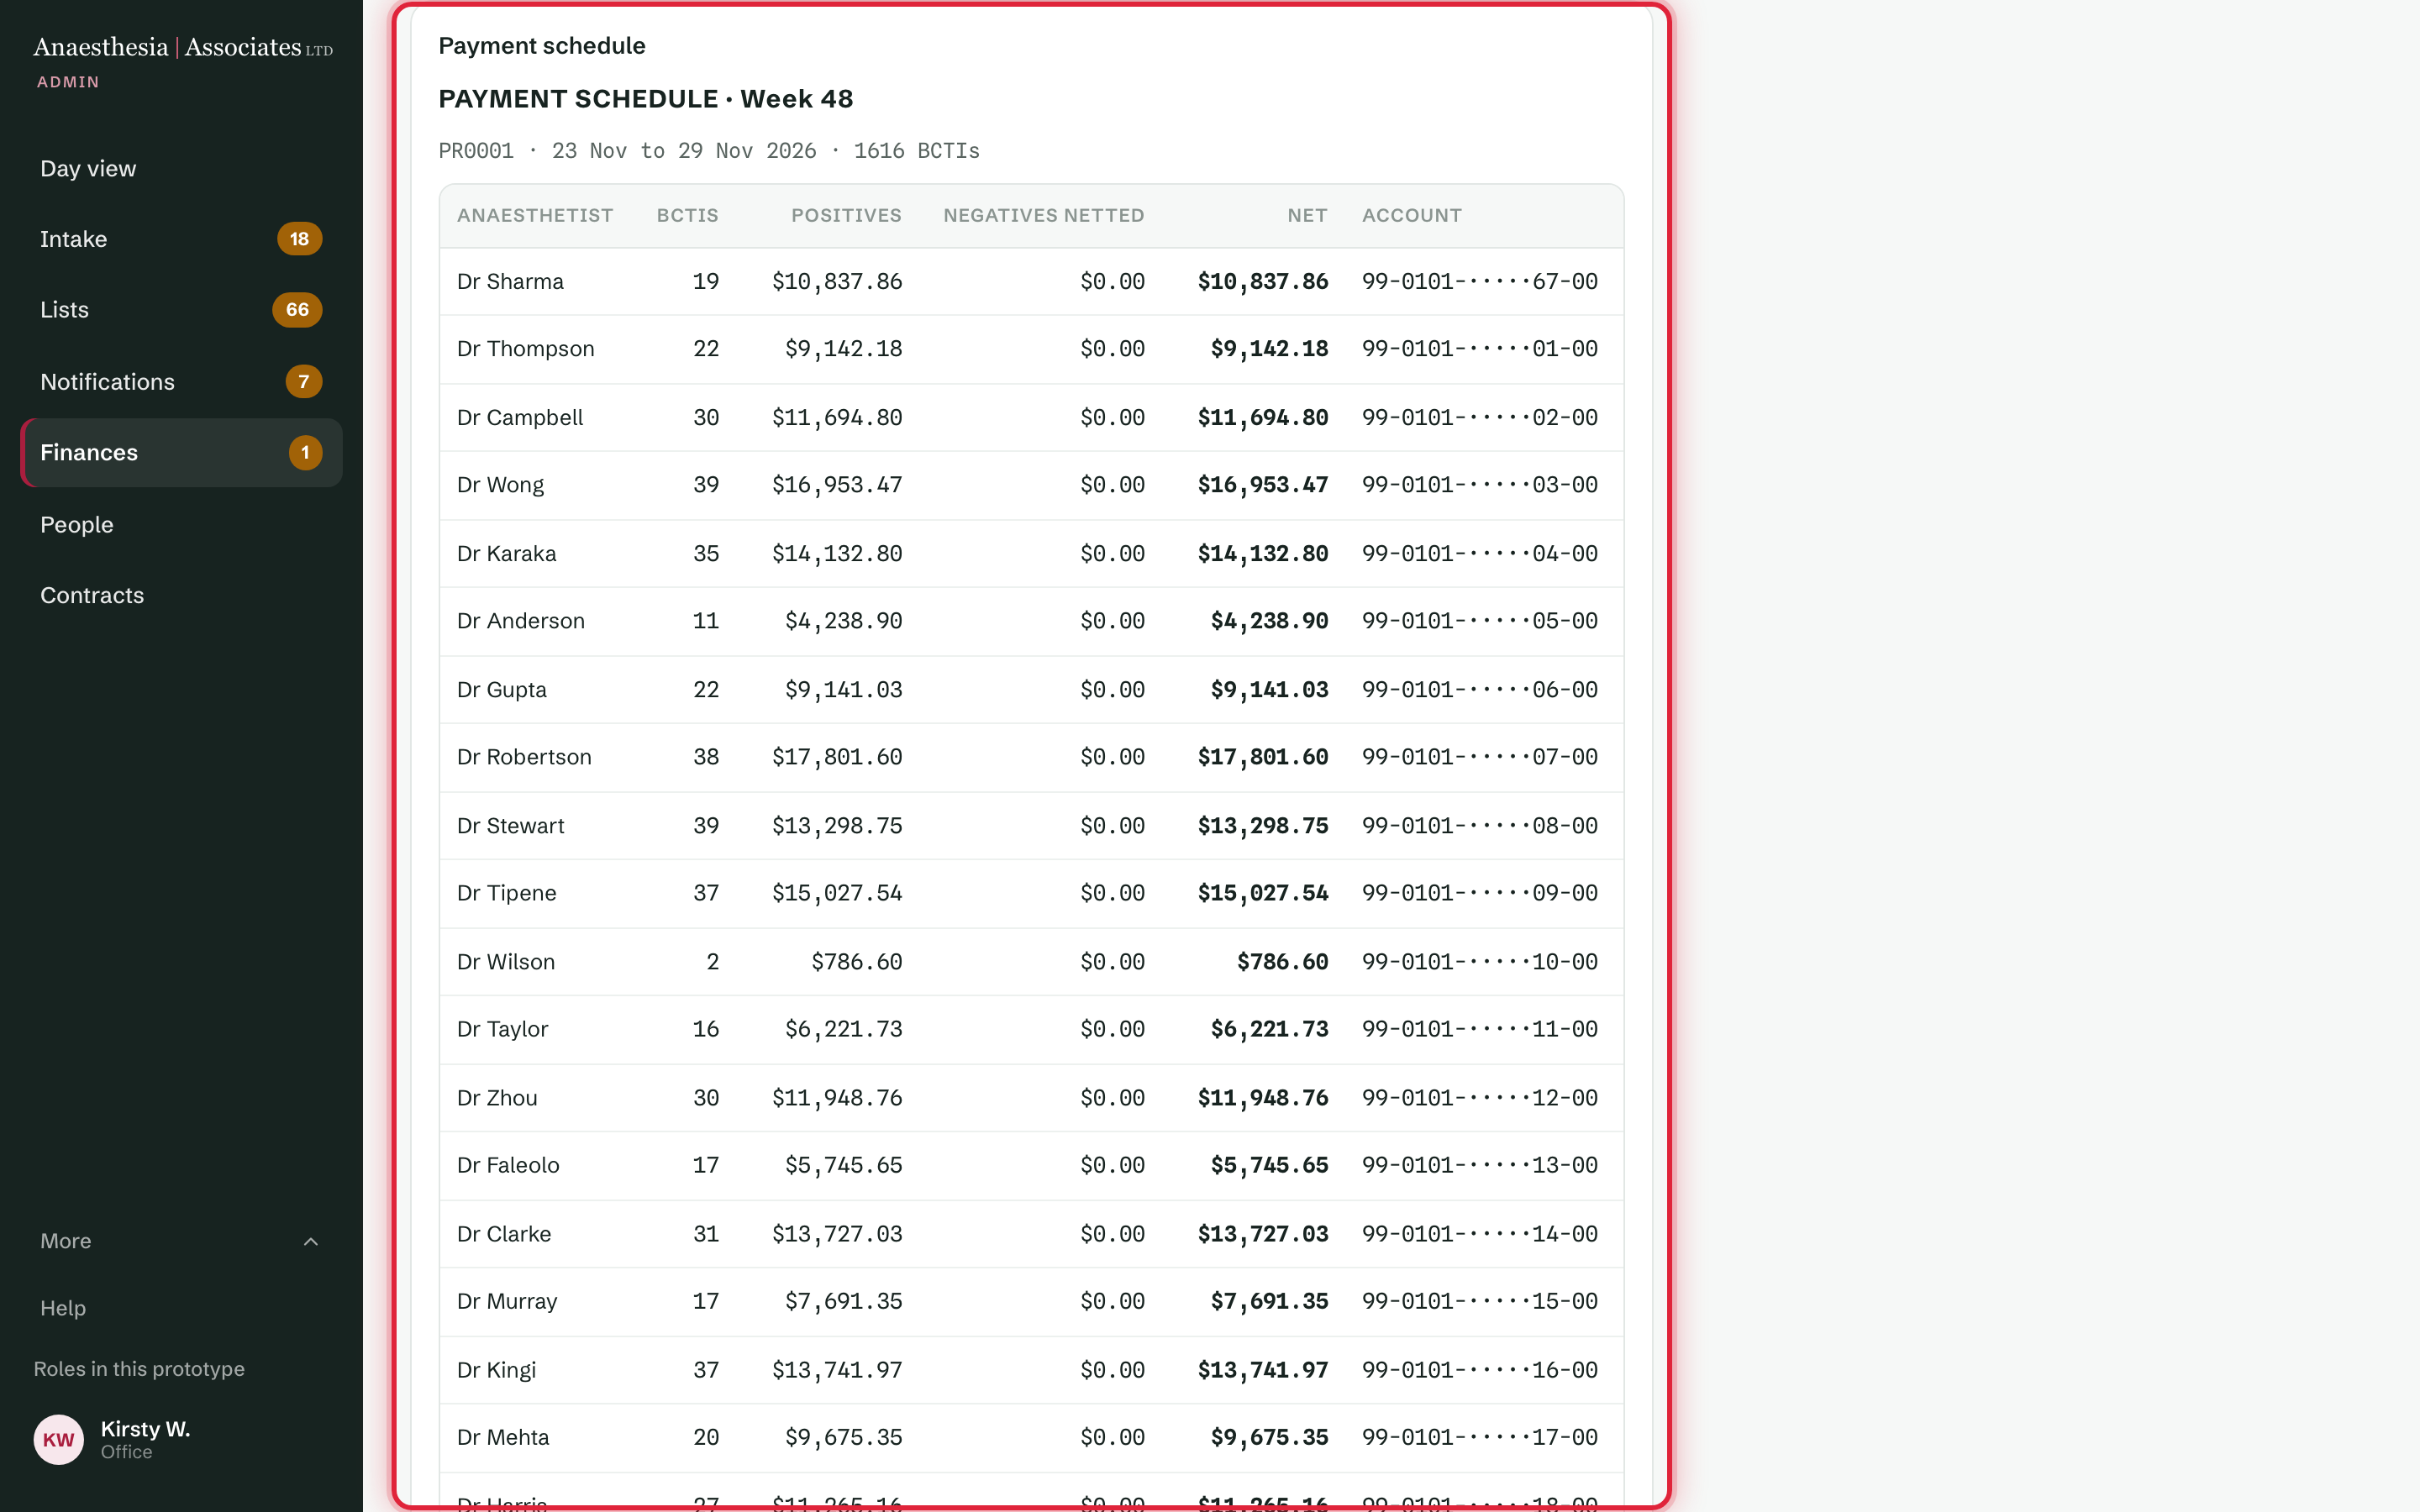 Anaesthesia | Associates LTD
ADMIN
Day view
Intake 18
Lists 66
Notifications 7
Finances 1
People
Contracts
More
Help
Roles in this prototype
KW
Kirsty W.
Office
Payment schedule
PAYMENT SCHEDULE · Week 48
PR0001 · 23 Nov to 29 Nov 2026 · 1616 BCTIs
ANAESTHETIST BCTIS POSITIVES NEGATIVES NETTED NET ACCOUNT
Dr Sharma 19 $10,837.86 $0.00 $10,837.86 99-0101-·····67-00
Dr Thompson 22 $9,142.18 $0.00 $9,142.18 99-0101-·····01-00
Dr Campbell 30 $11,694.80 $0.00 $11,694.80 99-0101-·····02-00
Dr Wong 39 $16,953.47 $0.00 $16,953.47 99-0101-·····03-00
Dr Karaka 35 $14,132.80 $0.00 $14,132.80 99-0101-·····04-00
Dr Anderson 11 $4,238.90 $0.00 $4,238.90 99-0101-·····05-00
Dr Gupta 22 $9,141.03 $0.00 $9,141.03 99-0101-·····06-00
Dr Robertson 38 $17,801.60 $0.00 $17,801.60 99-0101-·····07-00
Dr Stewart 39 $13,298.75 $0.00 $13,298.75 99-0101-·····08-00
Dr Tipene 37 $15,027.54 $0.00 $15,027.54 99-0101-·····09-00
Dr Wilson 2 $786.60 $0.00 $786.60 99-0101-·····10-00
Dr Taylor 16 $6,221.73 $0.00 $6,221.73 99-0101-·····11-00
Dr Zhou 30 $11,948.76 $0.00 $11,948.76 99-0101-·····12-00
Dr Faleolo 17 $5,745.65 $0.00 $5,745.65 99-0101-·····13-00
Dr Clarke 31 $13,727.03 $0.00 $13,727.03 99-0101-·····14-00
Dr Murray 17 $7,691.35 $0.00 $7,691.35 99-0101-·····15-00
Dr Kingi 37 $13,741.97 $0.00 $13,741.97 99-0101-·····16-00
Dr Mehta 20 $9,675.35 $0.00 $9,675.35 99-0101-·····17-00
Dr Harris